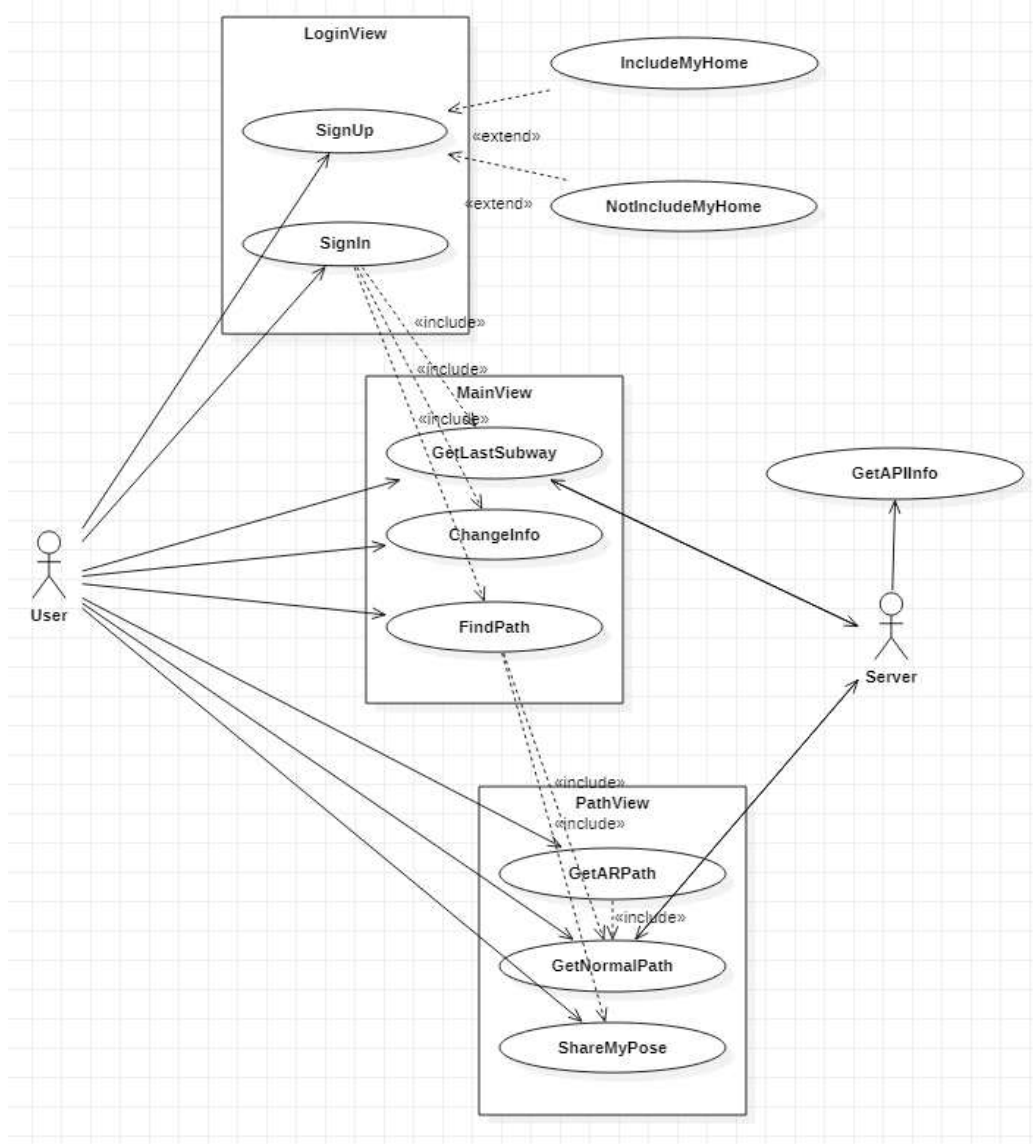 LoginView
IncludeMyHome
SignUp
«extend»
«extend»
NotIncludeMyHome
SignIn
«include»
«include»
MainView
«include»
GetLastSubway
GetAPIInfo
ChangeInfo
User
FindPath
Server
«include»
PathView
«include»
GetARPath
«include»
GetNormalPath
ShareMyPose